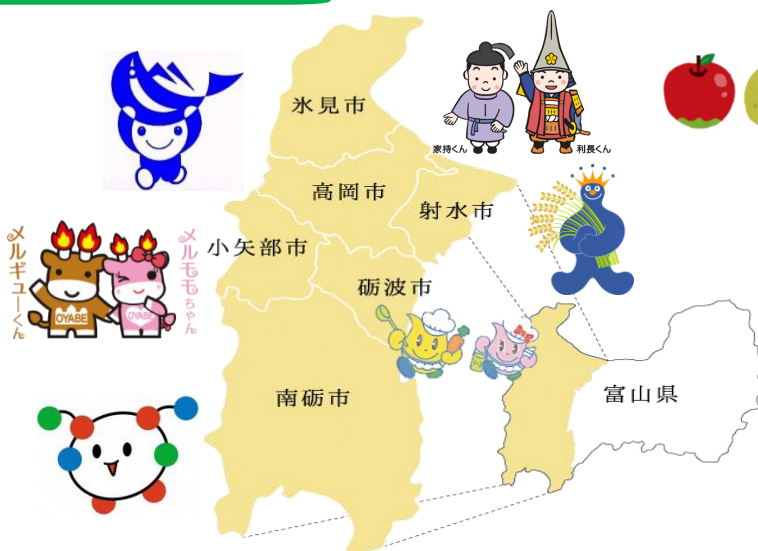 氷見市
家持くん
利長くん
高岡市
射水市
小矢部市
メルギューくん
メルモモちゃん
OYABE
OYABE
砺波市
南砺市
富山県